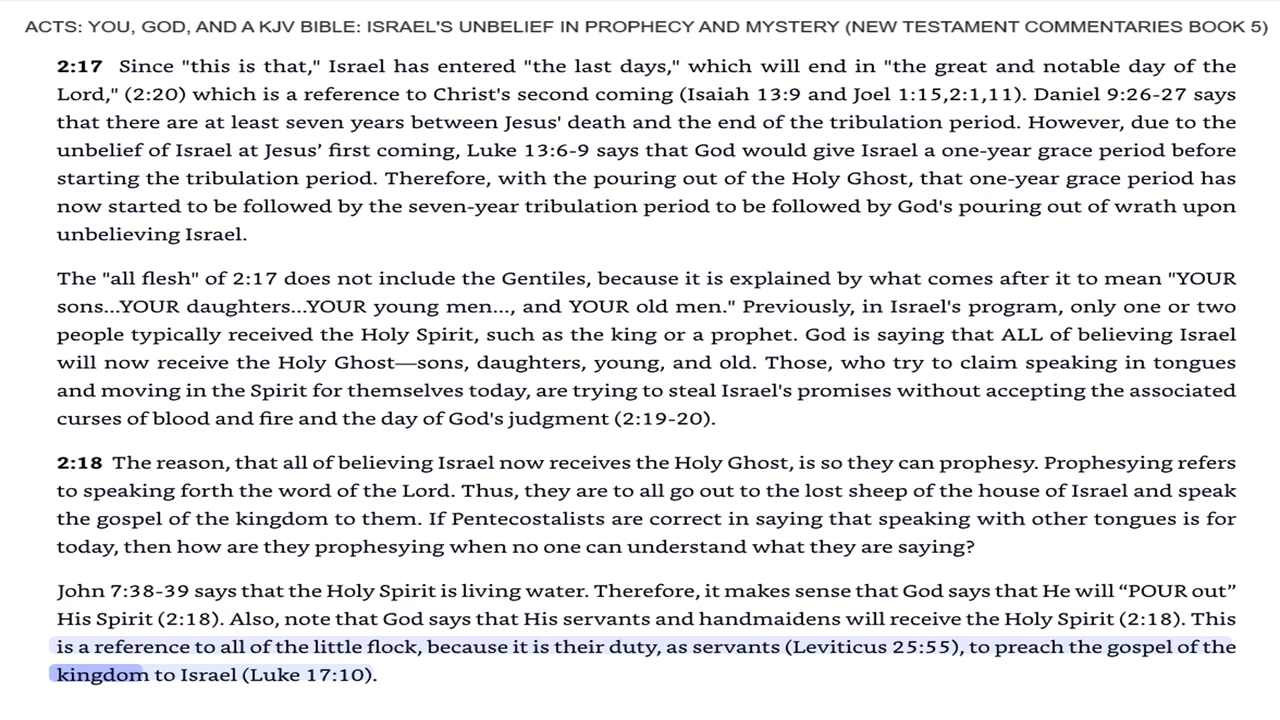 ACTS: YOU, GOD, AND A KJV BIBLE: ISRAEL'S UNBELIEF IN PROPHECY AND MYSTERY (NEW TESTAMENT COMMENTARIES BOOK 5)
2:17 Since "this is that," Israel has entered "the last days," which will end in "the great and notable day of the
Lord," (2:20) which is a reference to Christ's second coming (Isaiah 13:9 and Joel 1:15,2:1,11). Daniel 9:26-27 says
that there are at least seven years between Jesus' death and the end of the tribulation period. However, due to the
unbelief of Israel at Jesus’ first coming, Luke 13:6-9 says that God would give Israel a one-year grace period before
starting the tribulation period. Therefore, with the pouring out of the Holy Ghost, that one-year grace period has
now started to be followed by the seven-year tribulation period to be followed by God's pouring out of wrath upon
unbelieving Israel.
The "all flesh" of 2:17 does not include the Gentiles, because it is explained by what comes after it to mean "YOUR
sons...YOUR daughters...YOUR young men..., and YOUR old men." Previously, in Israel's program, only one or two
people typically received the Holy Spirit, such as the king or a prophet. God is saying that ALL of believing Israel
will now receive the Holy Ghost—sons, daughters, young, and old. Those, who try to claim speaking in tongues
and moving in the Spirit for themselves today, are trying to steal Israel's promises without accepting the associated
curses of blood and fire and the day of God's judgment (2:19-20).
2:18 The reason, that all of believing Israel now receives the Holy Ghost, is so they can prophesy. Prophesying refers
to speaking forth the word of the Lord. Thus, they are to all go out to the lost sheep of the house of Israel and speak
the gospel of the kingdom to them. If Pentecostalists are correct in saying that speaking with other tongues is for
today, then how are they prophesying when no one can understand what they are saying?
John 7:38-39 says that the Holy Spirit is living water. Therefore, it makes sense that God says that He will “POUR out”
His Spirit (2:18). Also, note that God says that His servants and handmaidens will receive the Holy Spirit (2:18). This
is a reference to all of the little flock, because it is their duty, as servants (Leviticus 25:55), to preach the gospel of the
kingdom to Israel (Luke 17:10).